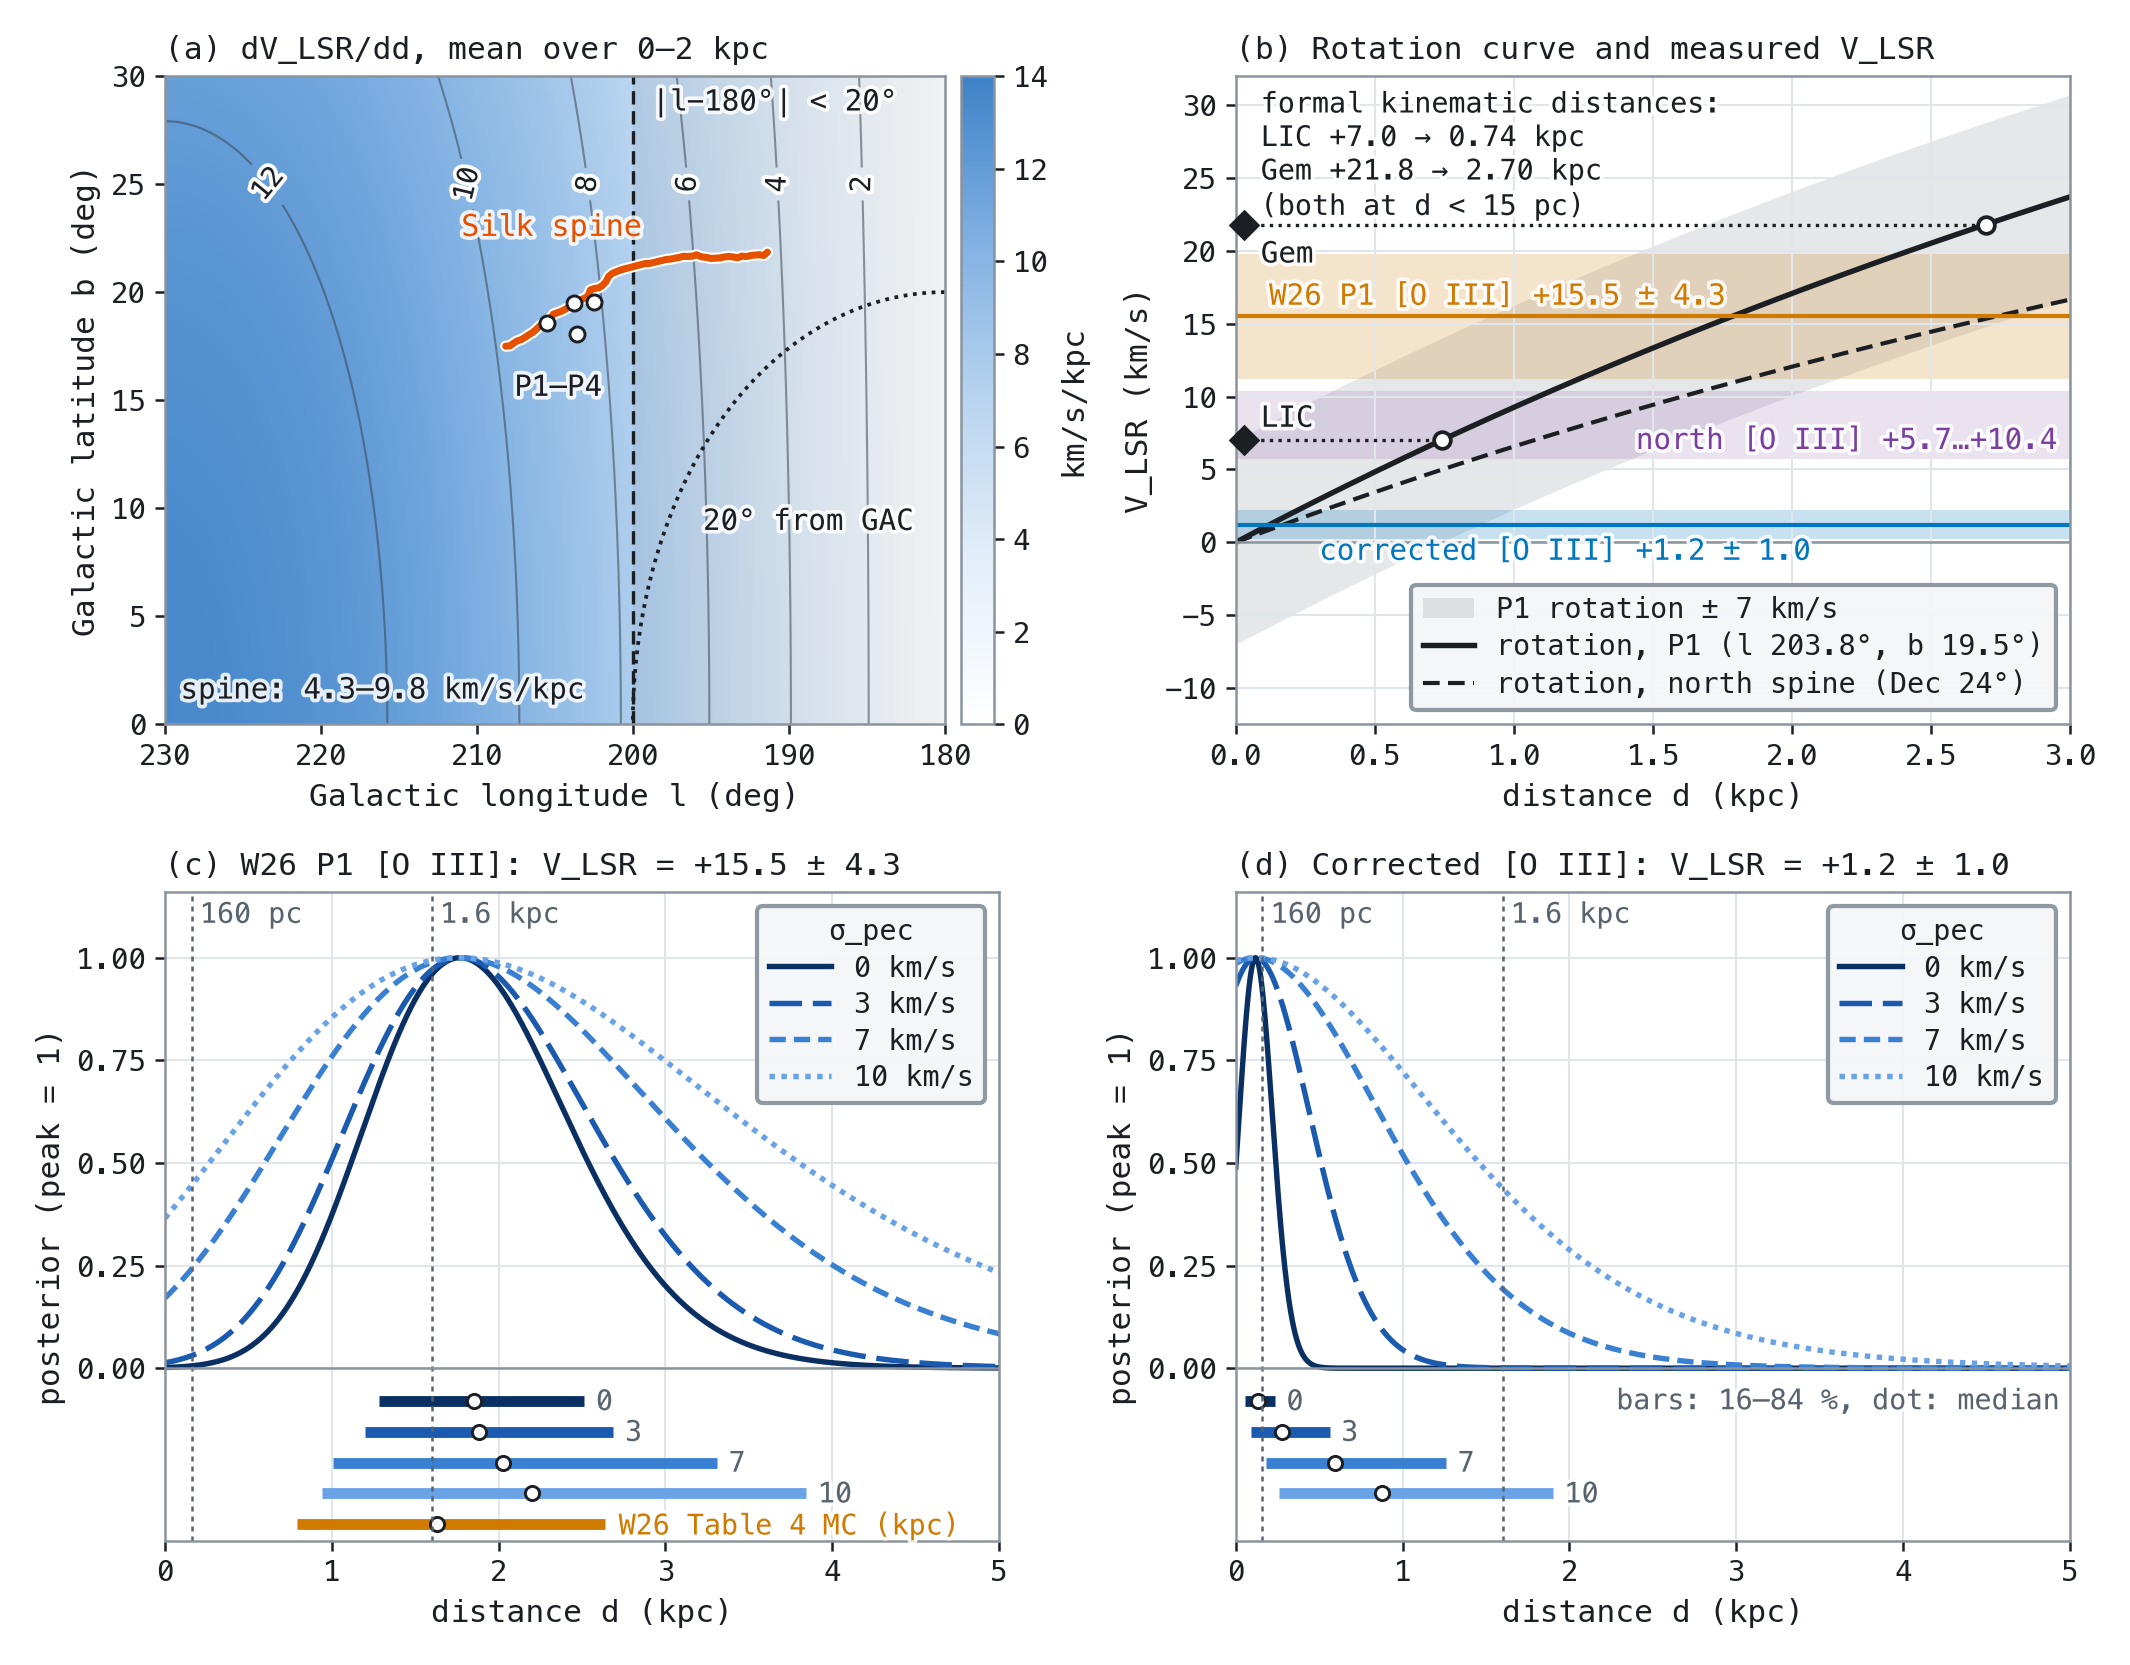 (a) dV_LSR/dd, mean over 0–2 kpc
30
25
20
15
10
5
0
Galactic latitude b (deg)
|l−180°| < 20°
12
10
8
6
4
2
Silk spine
P1–P4
20° from GAC
spine: 4.3–9.8 km/s/kpc
230
220
210
200
190
180
Galactic longitude l (deg)
14
12
10
8
6
4
2
0
km/s/kpc
(b) Rotation curve and measured V_LSR
30
25
20
15
10
5
0
−5
−10
V_LSR (km/s)
formal kinematic distances:
LIC +7.0 → 0.74 kpc
Gem +21.8 → 2.70 kpc
(both at d < 15 pc)
Gem
W26 P1 [O III] +15.5 ± 4.3
LIC
north [O III] +5.7…+10.4
corrected [O III] +1.2 ± 1.0
P1 rotation ± 7 km/s
rotation, P1 (l 203.8°, b 19.5°)
rotation, north spine (Dec 24°)
0.0
0.5
1.0
1.5
2.0
2.5
3.0
distance d (kpc)
(c) W26 P1 [O III]: V_LSR = +15.5 ± 4.3
160 pc
1.6 kpc
σ_pec
0 km/s
3 km/s
7 km/s
10 km/s
1.00
0.75
0.50
0.25
0.00
posterior (peak = 1)
0
3
7
10
W26 Table 4 MC (kpc)
0
1
2
3
4
5
distance d (kpc)
(d) Corrected [O III]: V_LSR = +1.2 ± 1.0
160 pc
1.6 kpc
σ_pec
0 km/s
3 km/s
7 km/s
10 km/s
1.00
0.75
0.50
0.25
0.00
posterior (peak = 1)
0
bars: 16–84 %, dot: median
3
7
10
0
1
2
3
4
5
distance d (kpc)